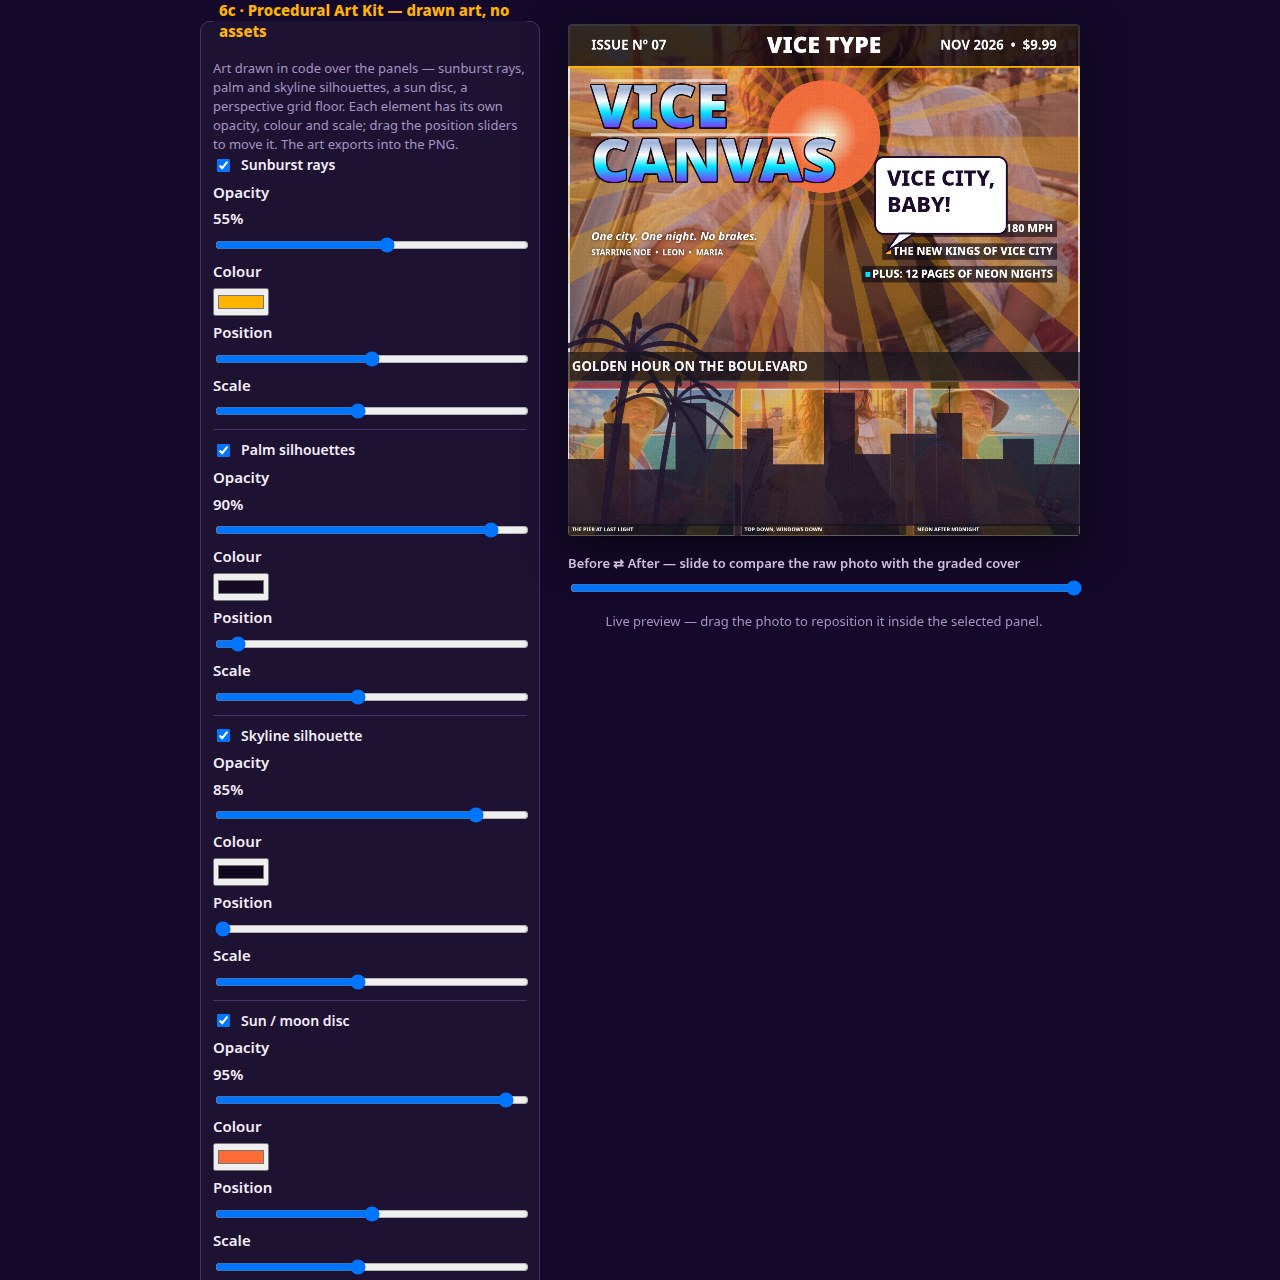 6c · Procedural Art Kit — drawn art, no
assets
Art drawn in code over the panels — sunburst rays,
palm and skyline silhouettes, a sun disc, a
perspective grid floor. Each element has its own
opacity, colour and scale; drag the position sliders
to move it. The art exports into the PNG.
Sunburst rays
Opacity
55%
Colour
Position
Scale
Palm silhouettes
Opacity
90%
Colour
Position
Scale
Skyline silhouette
Opacity
85%
Colour
Position
Scale
Sun / moon disc
Opacity
95%
Colour
Position
Scale
ISSUE Nº 07
VICE TYPE
NOV 2026 • $9.99
VICE
CANVAS
VICE CITY,
BABY!
One city. One night. No brakes.
STARRING NOE • LEON • MARIA
180 MPH
THE NEW KINGS OF VICE CITY
PLUS: 12 PAGES OF NEON NIGHTS
GOLDEN HOUR ON THE BOULEVARD
THE PIER AT LAST LIGHT
TOP DOWN, WINDOWS DOWN
NEON AFTER MIDNIGHT
Before ⇄ After — slide to compare the raw photo with the graded cover
Live preview — drag the photo to reposition it inside the selected panel.